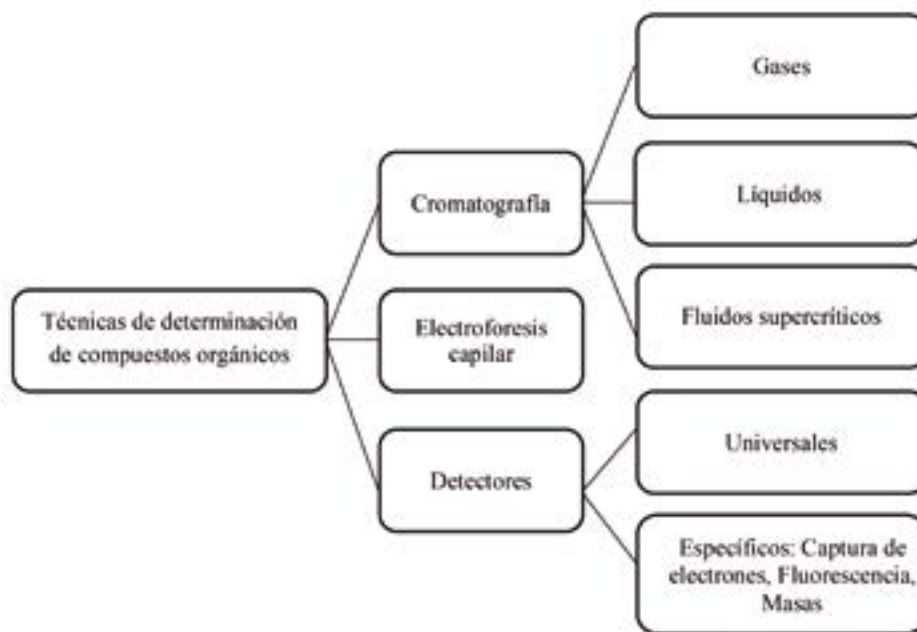 Técnicas de determinación
de compuestos orgánicos
Cromatografía
Gases
Líquidos
Fluidos supercríticos
Electroforesis
capilar
Detectores
Universales
Específicos: Captura de
electrones, Fluorescencia,
Masas